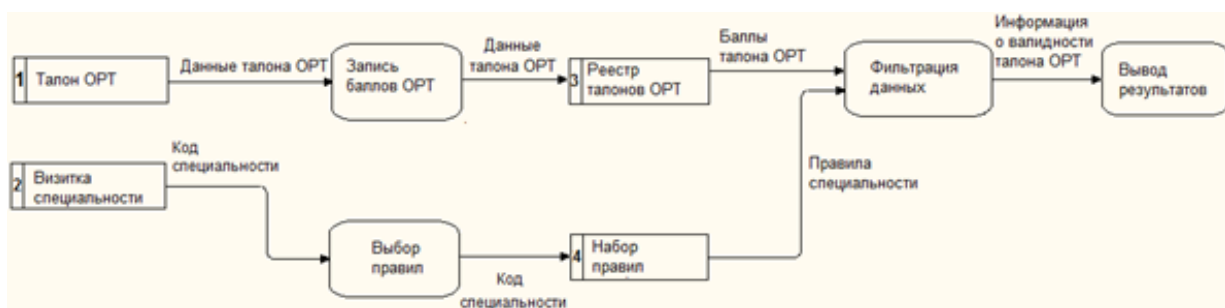 1
Талон ОРТ
Данные талона ОРТ
Запись
баллов ОРТ
Данные
талона ОРТ
3
Реестр
талонов ОРТ
Баллы
талона ОРТ
Фильтрация
данных
Информация
о валидности
талона ОРТ
Вывод
результатов
2
Визитка
специальности
Код
специальности
Выбор
правил
Код
специальности
4
Набор
правил
Правила
специальности